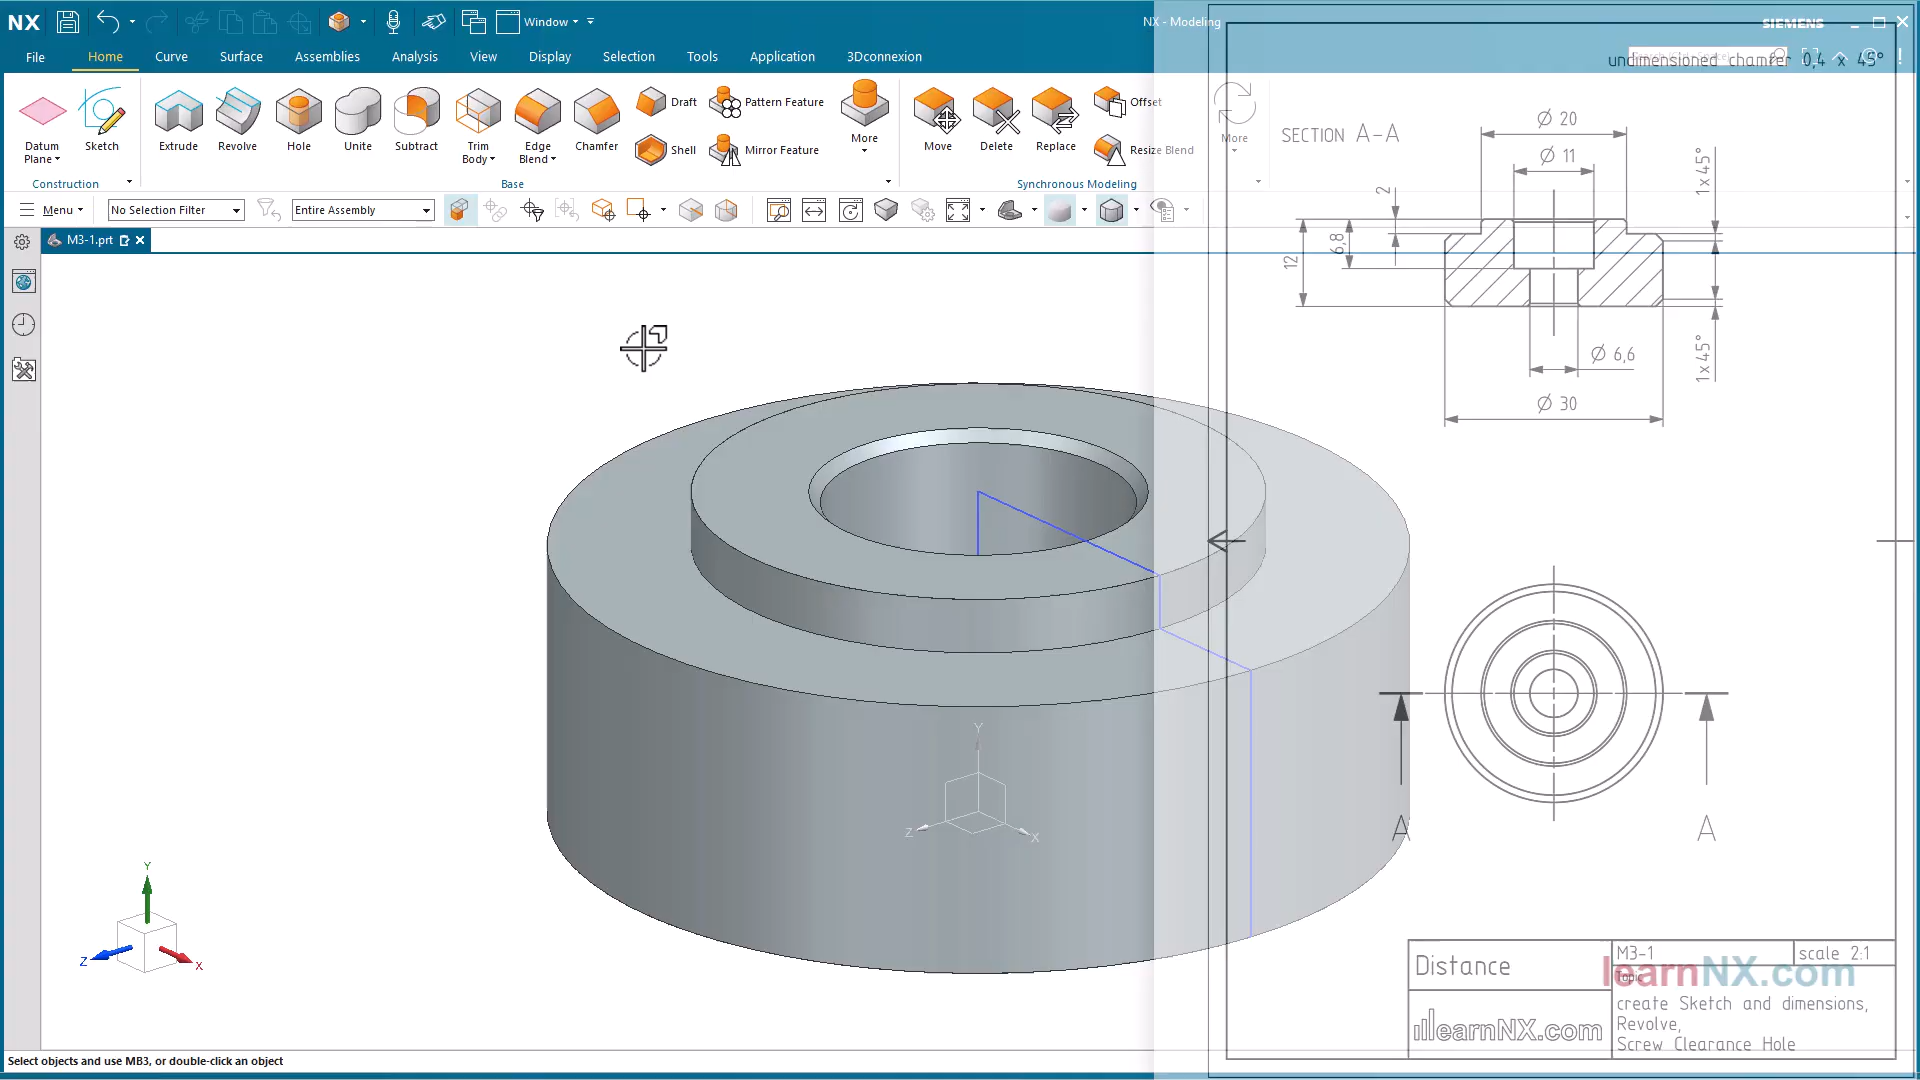 NX
Window
NX - Modeling
SIEMENS
File
Home
Curve
Surface
Assemblies
Analysis
View
Display
Selection
Tools
Application
3Dconnexion
undimensioned chamfer 0,4 x 45°
Datum
Plane
Sketch
Extrude
Revolve
Hole
Unite
Subtract
Trim
Body
Edge
Blend
Chamfer
Draft
Shell
Pattern Feature
Mirror Feature
More
Move
Delete
Replace
Offset
Resize Blend
More
Construction
Base
Synchronous Modeling
Menu
No Selection Filter
Entire Assembly
M3-1.prt
SECTION A-A
Ø 20
Ø 11
2
6,8
12
1x45°
1x45°
Ø 6,6
Ø 30
Y
Z
X
Y
Z
X
A
A
Distance
M3-1
scale 2:1
learnNX.com
Topic
create Sketch and dimensions,
Revolve,
Screw Clearance Hole
learnNX.com
Select objects and use MB3, or double-click an object